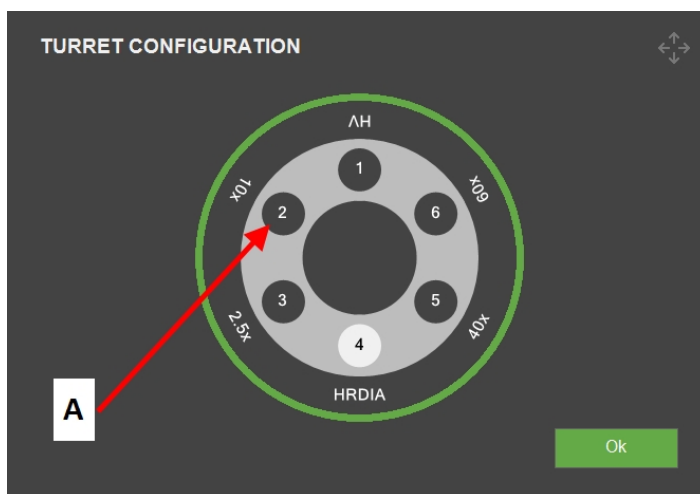 TURRET CONFIGURATION
HV
1
10x
60x
2
6
3
5
2.5x
40x
4
HRDIA
A
Ok